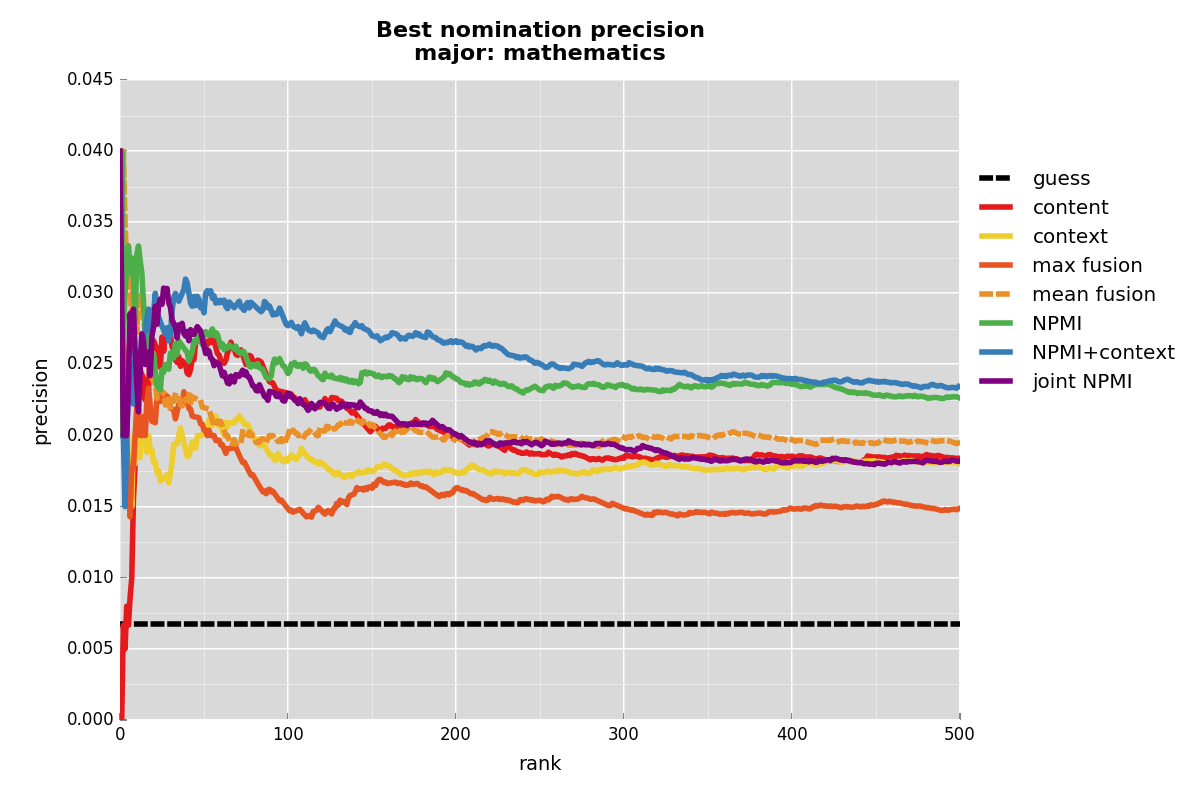 Best nomination precision
major: mathematics
0.045
0.040
0.035
0.030
0.025
0.020
0.015
0.010
0.005
0.000
precision
0
100
200
300
400
500
rank
guess
content
context
max fusion
mean fusion
NPMI
NPMI+context
joint NPMI